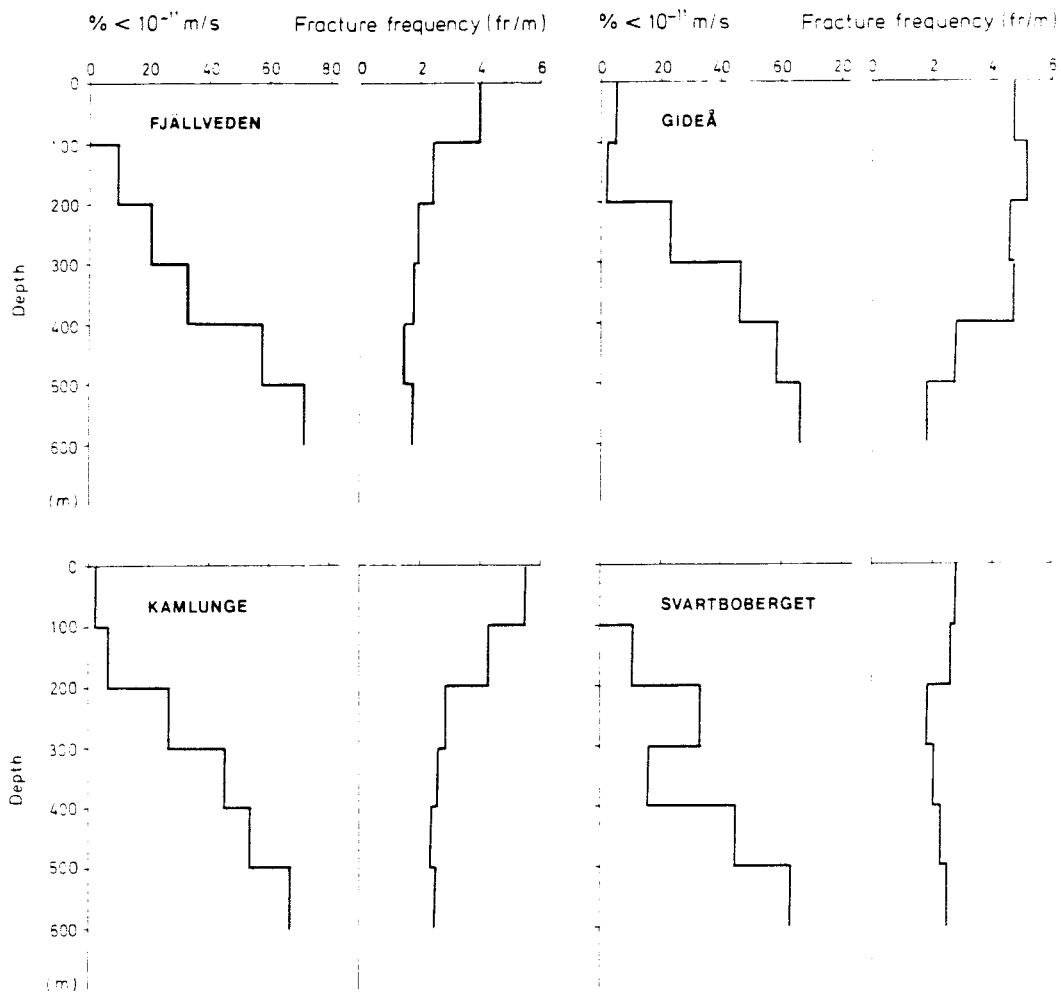 % < 10⁻¹¹ m/s Fracture frequency (fr/m) % < 10⁻¹¹ m/s Fracture frequency (fr/m)
0 20 40 60 80 0 2 4 6 0 20 40 60 20 0 2 4 6
0
FJÄLLVEDEN GIDEÅ
100
200
300
Depth
400
500
600
(m)
0
KAMLUNGE SVARTBOBERGET
100
200
300
Depth
400
500
600
(m)